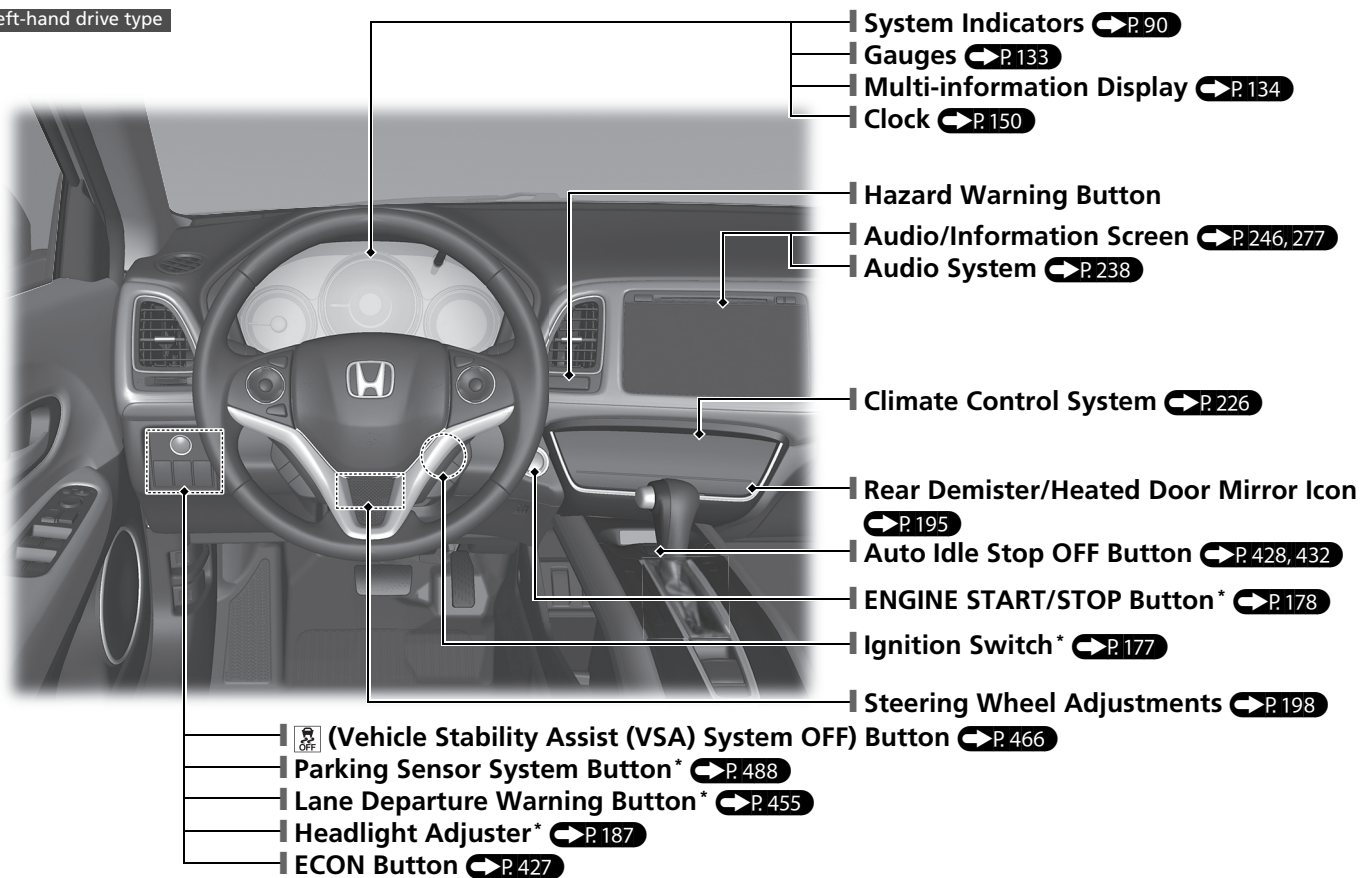 eft-hand drive type
System Indicators P. 90
Gauges P. 133
Multi-information Display P. 134
Clock P. 150
Hazard Warning Button
Audio/Information Screen P. 246, 277
Audio System P. 238
Climate Control System P. 226
Rear Demister/Heated Door Mirror Icon
P. 195
Auto Idle Stop OFF Button P. 428, 432
ENGINE START/STOP Button* P. 178
Ignition Switch* P. 177
Steering Wheel Adjustments P. 198
OFF (Vehicle Stability Assist (VSA) System OFF) Button P. 466
Parking Sensor System Button* P. 488
Lane Departure Warning Button* P. 455
Headlight Adjuster* P. 187
ECON Button P. 427